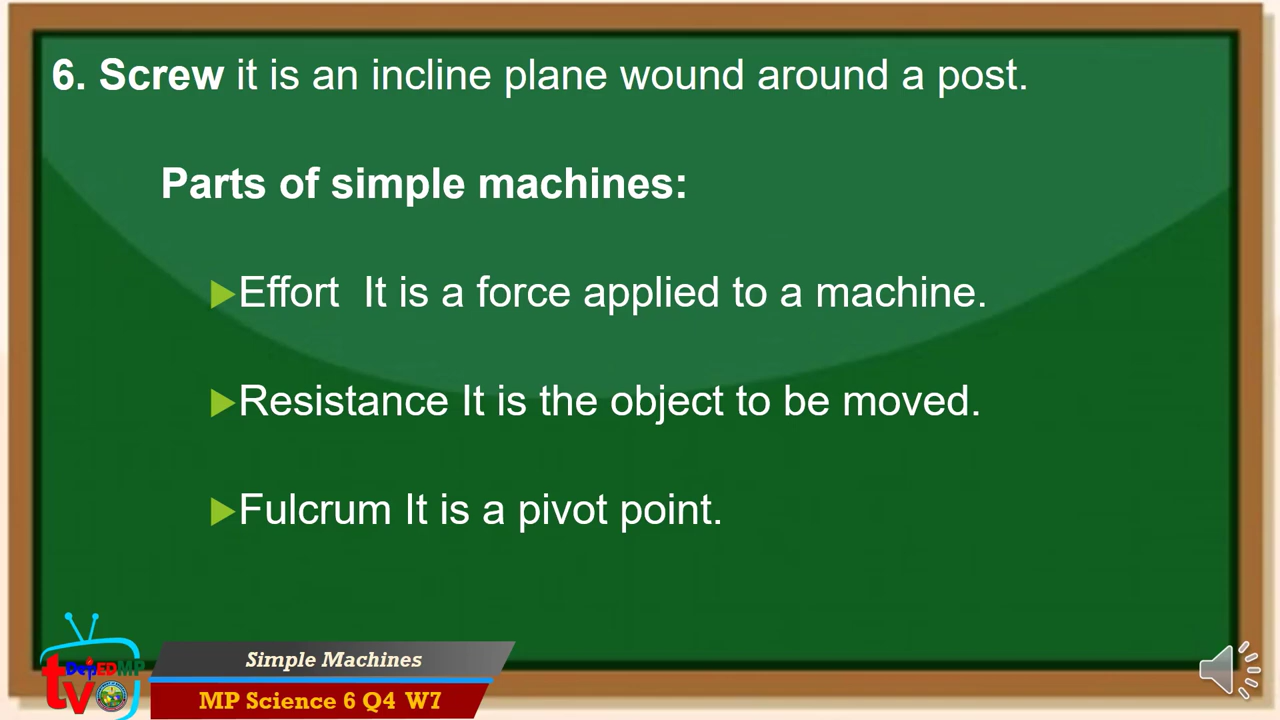 6. Screw it is an incline plane wound around a post.
Parts of simple machines:
Effort It is a force applied to a machine.
Resistance It is the object to be moved.
Fulcrum It is a pivot point.
DepEDMP
tv
Simple Machines
MP Science 6 Q4 W7